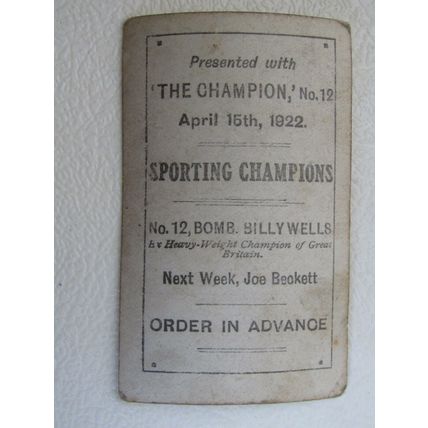 Presented with
'THE CHAMPION,' No. 12
April 15th, 1922.
SPORTING CHAMPIONS
No. 12, BOMB. BILLY WELLS
Ex Heavy-Weight Champion of Great
Britain.
Next Week, Joe Beckett
ORDER IN ADVANCE